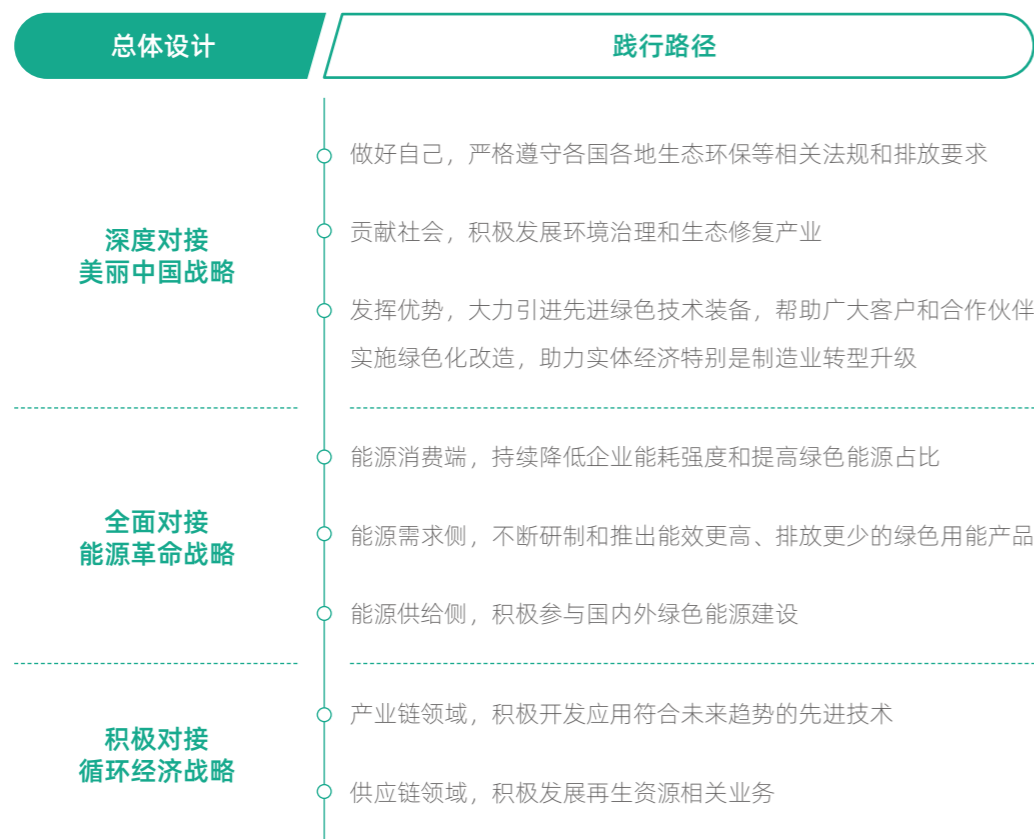 总体设计
践行路径
深度对接
美丽中国战略
做好自己，严格遵守各国各地生态环保等相关法规和排放要求
贡献社会，积极发展环境治理和生态修复产业
发挥优势，大力引进先进绿色技术装备，帮助广大客户和合作伙伴
实施绿色化改造，助力实体经济特别是制造业转型升级
全面对接
能源革命战略
能源消费端，持续降低企业能耗强度和提高绿色能源占比
能源需求侧，不断研制和推出能效更高、排放更少的绿色用能产品
能源供给侧，积极参与国内外绿色能源建设
积极对接
循环经济战略
产业链领域，积极开发应用符合未来趋势的先进技术
供应链领域，积极发展再生资源相关业务